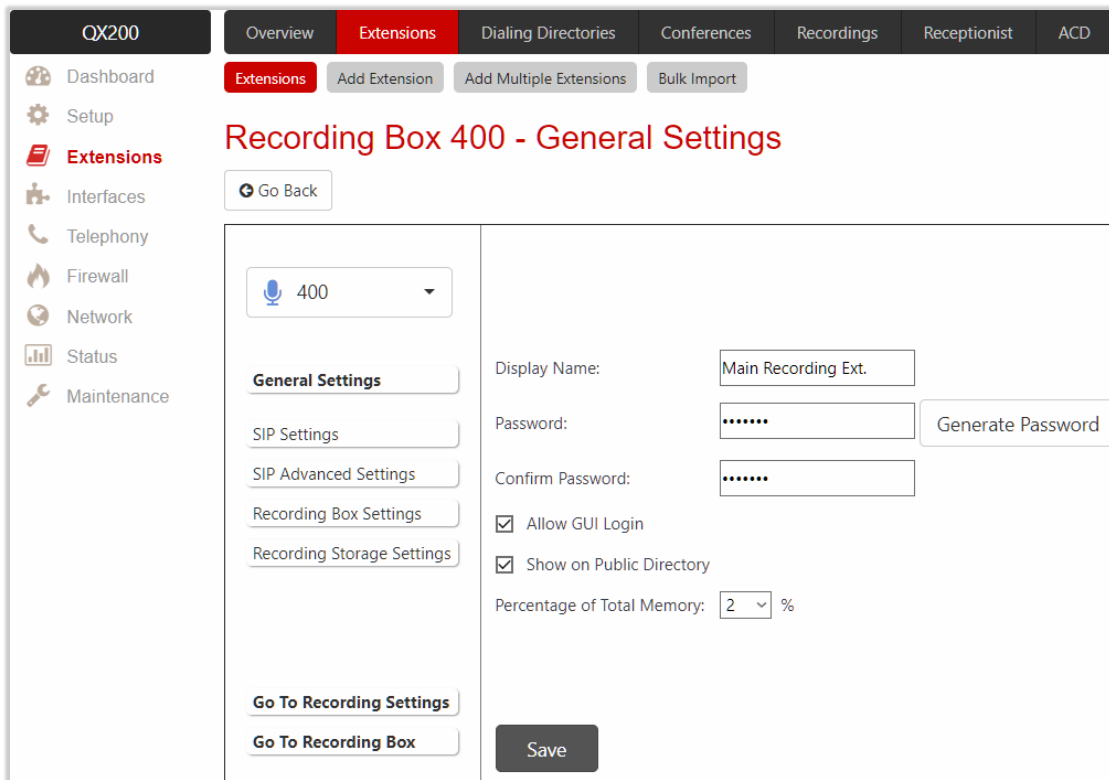 QX200
Overview
Extensions
Dialing Directories
Conferences
Recordings
Receptionist
ACD
Dashboard
Setup
Extensions
Interfaces
Telephony
Firewall
Network
Status
Maintenance
Extensions
Add Extension
Add Multiple Extensions
Bulk Import
Recording Box 400 - General Settings
Go Back
400
General Settings
SIP Settings
SIP Advanced Settings
Recording Box Settings
Recording Storage Settings
Go To Recording Settings
Go To Recording Box
Display Name: Main Recording Ext.
Password: ••••••• Generate Password
Confirm Password: •••••••
Allow GUI Login
Show on Public Directory
Percentage of Total Memory: 2 %
Save